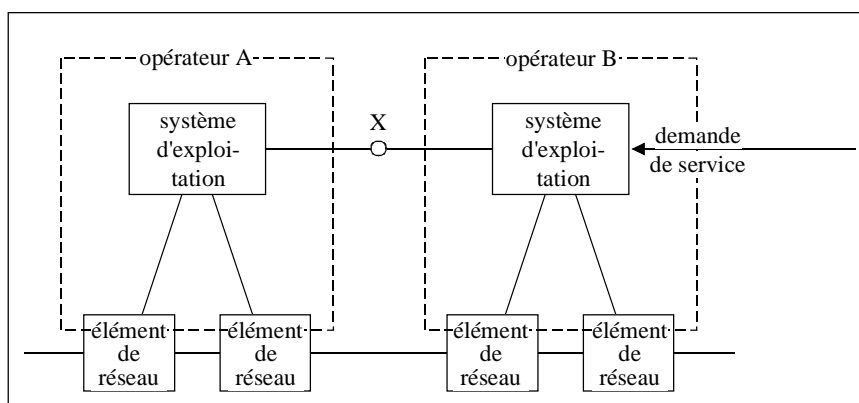 opérateur A
opérateur B
système
d'exploi-
tation
X
système
d'exploi-
tation
demande
de service
élément
de
réseau
élément
de
réseau
élément
de
réseau
élément
de
réseau